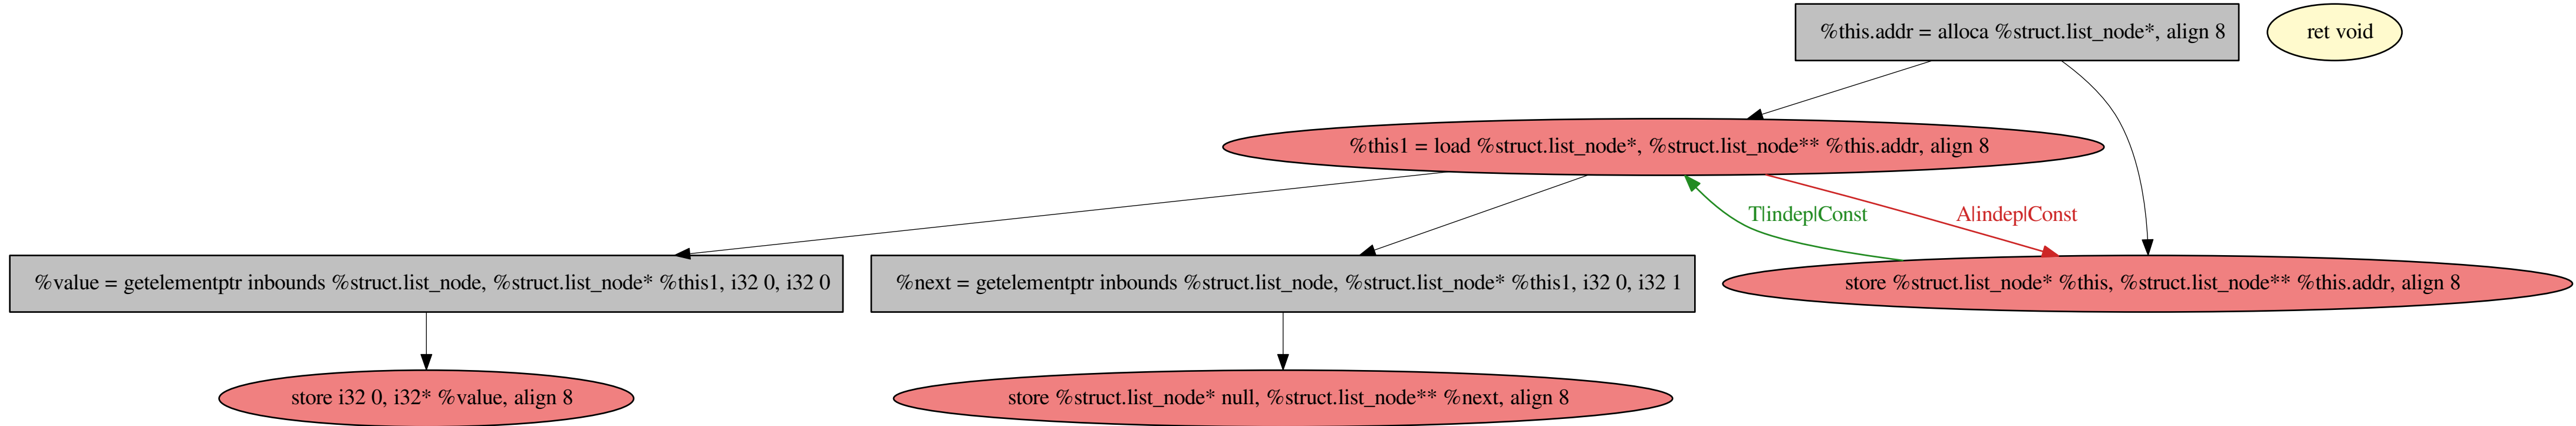 %this.addr = alloca %struct.list_node*, align 8
ret void
%this1 = load %struct.list_node*, %struct.list_node** %this.addr, align 8
T|indep|Const
A|indep|Const
%value = getelementptr inbounds %struct.list_node, %struct.list_node* %this1, i32 0, i32 0
%next = getelementptr inbounds %struct.list_node, %struct.list_node* %this1, i32 0, i32 1
store %struct.list_node* %this, %struct.list_node** %this.addr, align 8
store i32 0, i32* %value, align 8
store %struct.list_node* null, %struct.list_node** %next, align 8